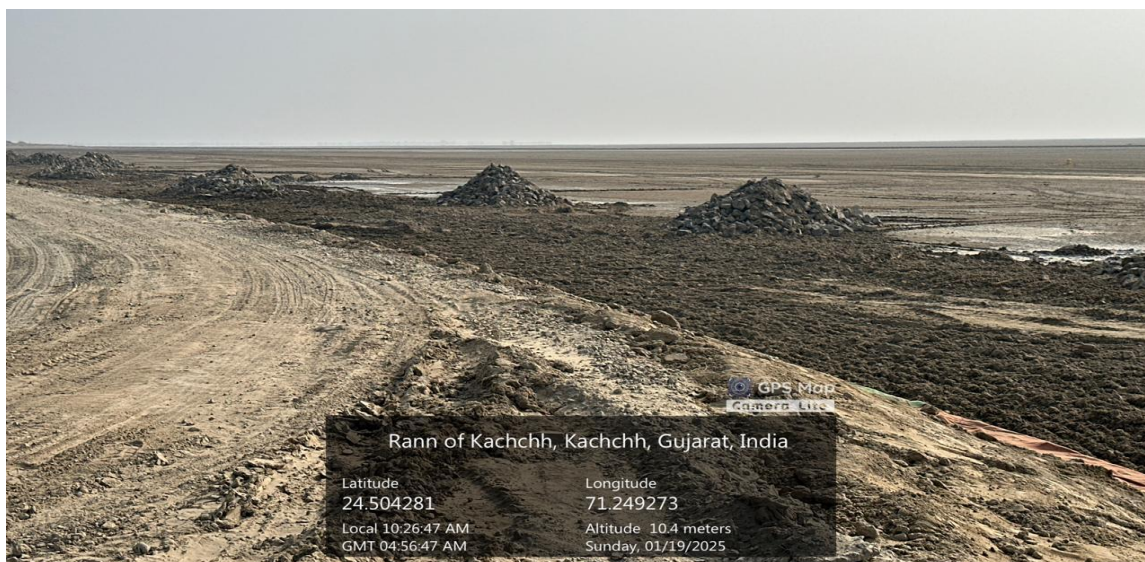 GPS Map
Camera Lite
Rann of Kachchh, Kachchh, Gujarat, India
Latitude
24.504281
Longitude
71.249273
Local 10:26:47 AM
GMT 04:56:47 AM
Altitude 10.4 meters
Sunday, 01/19/2025